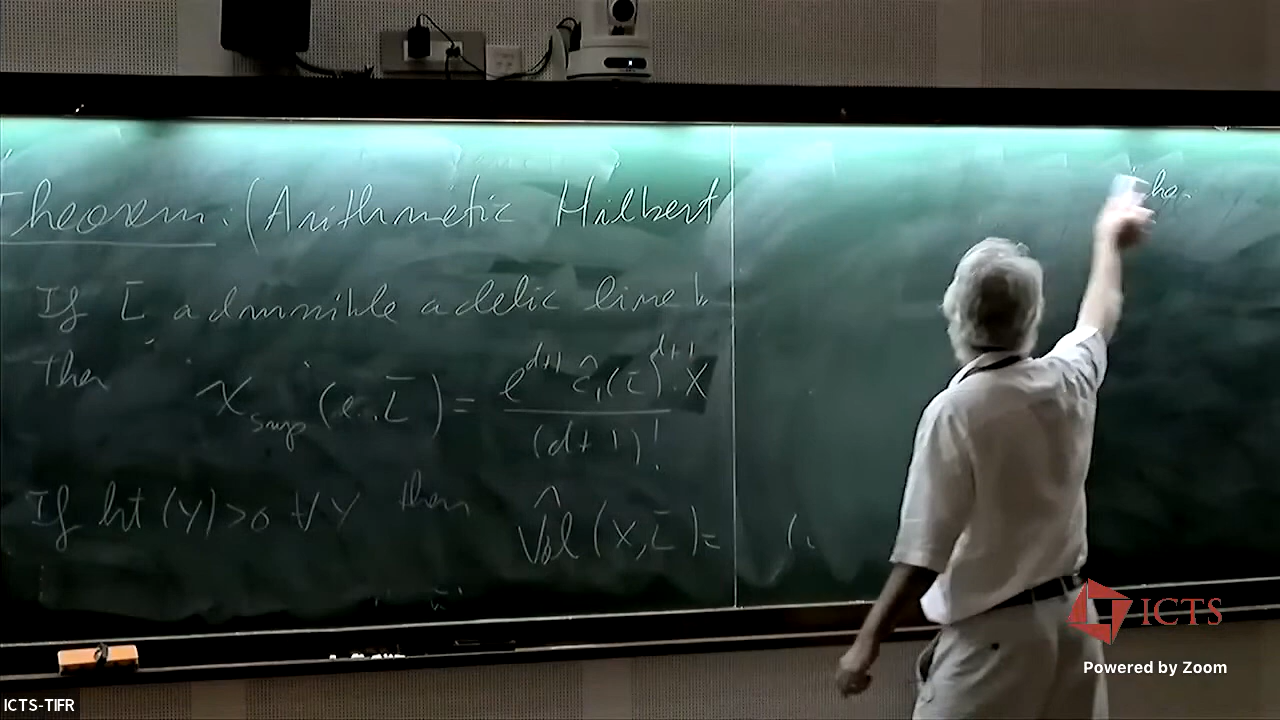 Theorem: (Arithmetic Hilbert
If L̄ admissible adelic line b.
then χ_sup(e.L̄) = e^{d+1} ĉ₁(L̄)^{d+1}·X / (d+1)!
If ht(Y)>0 ∀Y then V̂ol(X, L̄)=
ICTS
Powered by Zoom
ICTS-TIFR